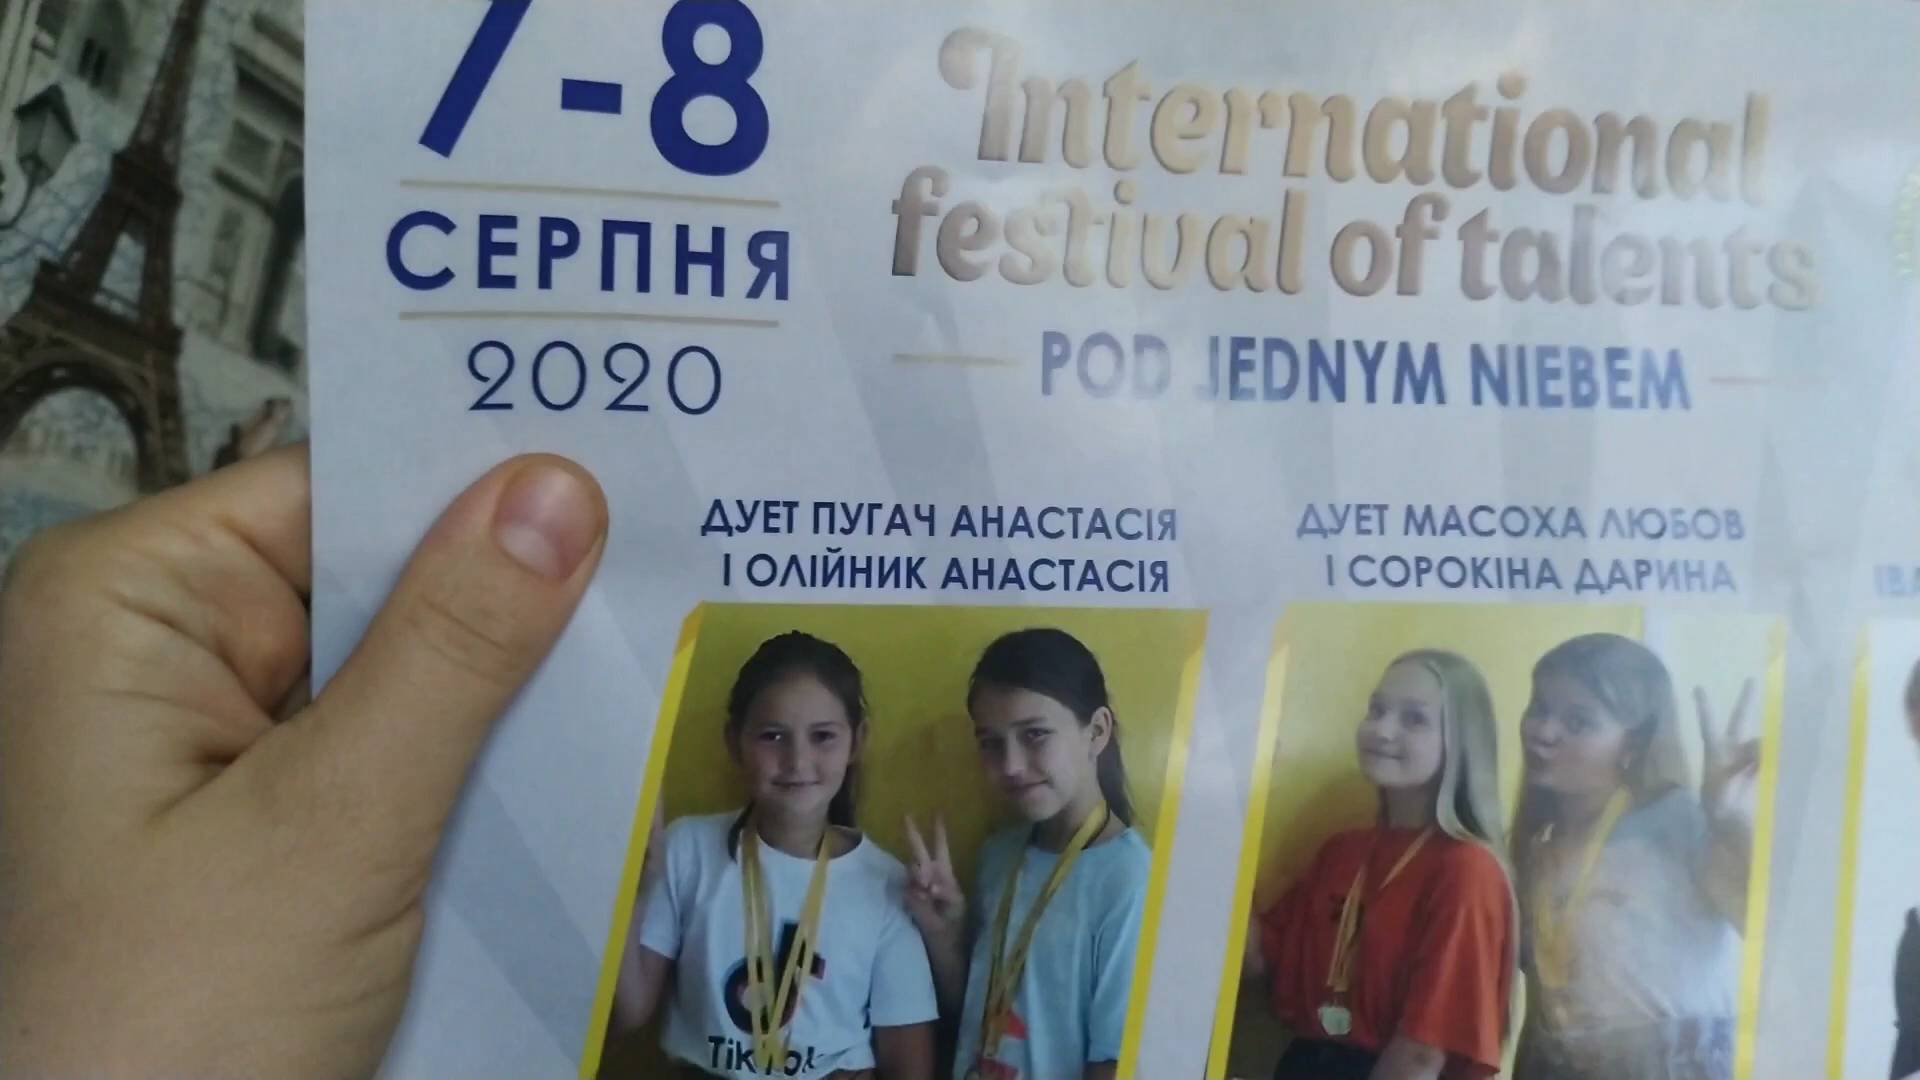 7-8
СЕРПНЯ
2020
International
festival of talents
POD JEDNYM NIEBEM
ДУЕТ ПУГАЧ АНАСТАСІЯ
І ОЛІЙНИК АНАСТАСІЯ
ДУЕТ МАСОХА ЛЮБОВ
І СОРОКІНА ДАРИНА
TikTok